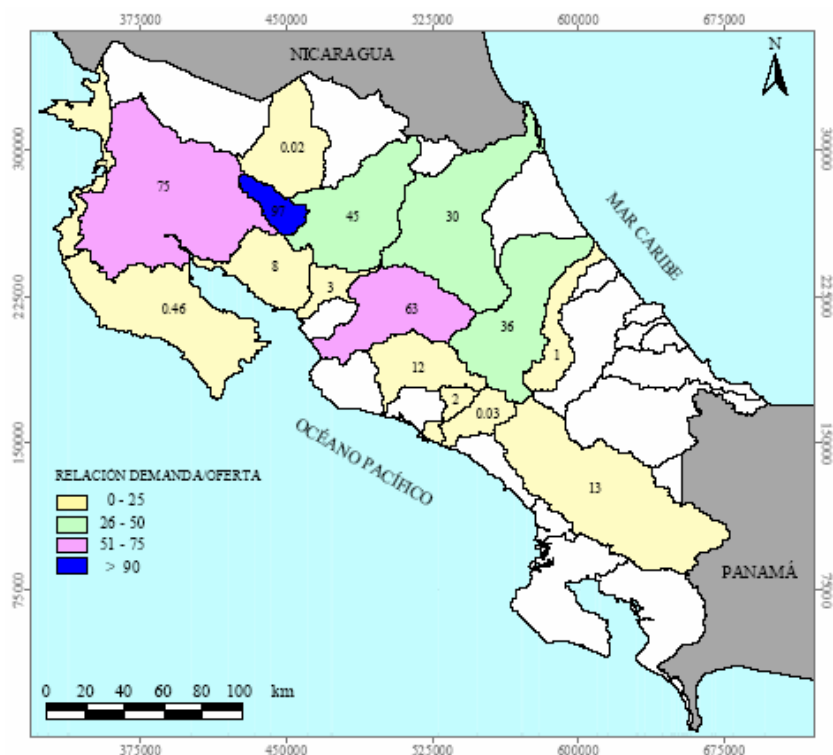 375000 450000 525000 600000 675000
NICARAGUA
N
300000 300000
0.02
75
97
45
30
MAR CARIBE
8
3
225000 225000
0.46
63
36
1
12
2
0.03
OCÉANO PACÍFICO
150000 150000
RELACIÓN DEMANDA/OFERTA
0 - 25
26 - 50
51 - 75
> 90
13
PANAMÁ
75000 75000
0 20 40 60 80 100 km
375000 450000 525000 600000 675000